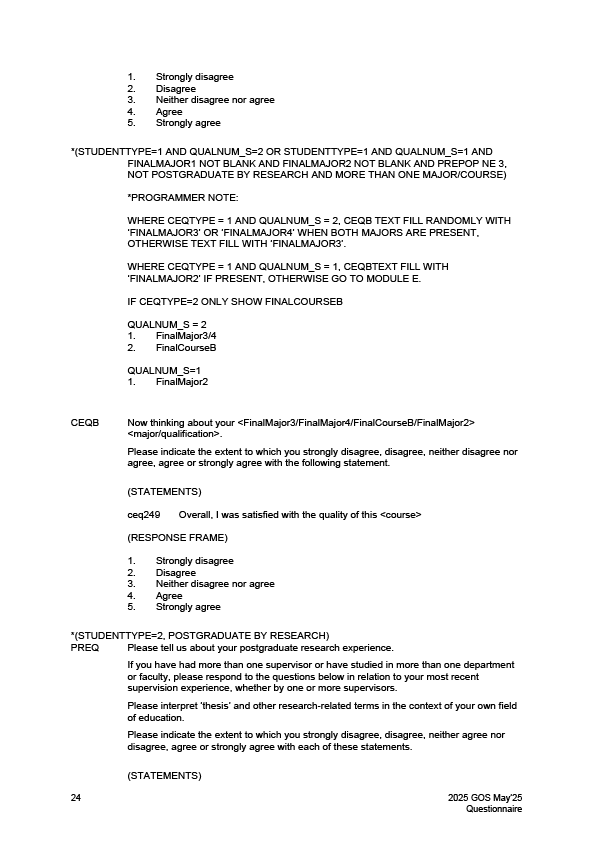 1. Strongly disagree
2. Disagree
3. Neither disagree nor agree
4. Agree
5. Strongly agree
*(STUDENTTYPE=1 AND QUALNUM_S=2 OR STUDENTTYPE=1 AND QUALNUM_S=1 AND
FINALMAJOR1 NOT BLANK AND FINALMAJOR2 NOT BLANK AND PREPOP NE 3,
NOT POSTGRADUATE BY RESEARCH AND MORE THAN ONE MAJOR/COURSE)
*PROGRAMMER NOTE:
WHERE CEQTYPE = 1 AND QUALNUM_S = 2, CEQB TEXT FILL RANDOMLY WITH
‘FINALMAJOR3’ OR ‘FINALMAJOR4’ WHEN BOTH MAJORS ARE PRESENT,
OTHERWISE TEXT FILL WITH ‘FINALMAJOR3’.
WHERE CEQTYPE = 1 AND QUALNUM_S = 1, CEQBTEXT FILL WITH
‘FINALMAJOR2’ IF PRESENT, OTHERWISE GO TO MODULE E.
IF CEQTYPE=2 ONLY SHOW FINALCOURSEB
QUALNUM_S = 2
1. FinalMajor3/4
2. FinalCourseB
QUALNUM_S=1
1. FinalMajor2
CEQB Now thinking about your <FinalMajor3/FinalMajor4/FinalCourseB/FinalMajor2>
<major/qualification>.
Please indicate the extent to which you strongly disagree, disagree, neither disagree nor
agree, agree or strongly agree with the following statement.
(STATEMENTS)
ceq249 Overall, I was satisfied with the quality of this <course>
(RESPONSE FRAME)
1. Strongly disagree
2. Disagree
3. Neither disagree nor agree
4. Agree
5. Strongly agree
*(STUDENTTYPE=2, POSTGRADUATE BY RESEARCH)
PREQ Please tell us about your postgraduate research experience.
If you have had more than one supervisor or have studied in more than one department
or faculty, please respond to the questions below in relation to your most recent
supervision experience, whether by one or more supervisors.
Please interpret ‘thesis’ and other research-related terms in the context of your own field
of education.
Please indicate the extent to which you strongly disagree, disagree, neither agree nor
disagree, agree or strongly agree with each of these statements.
(STATEMENTS)
24 2025 GOS May'25
Questionnaire